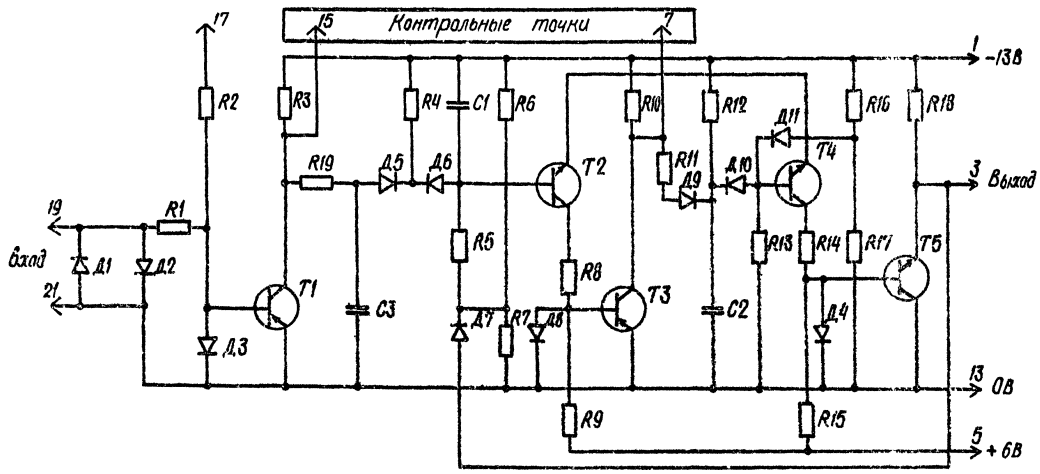 17
15
Контрольные точки
7
1
-13В
R2
R3
R4
C1
R6
R10
R12
R16
R18
Д11
T2
R11
T4
R19
Д5
Д6
Д9
Д10
3
Выход
19
R1
Вход
Д1
Д2
R5
R13
R14
R17
T5
21
T1
R8
T3
C3
Д7
R7
Д8
C2
Д4
Д3
13
0В
R9
R15
5
+6В